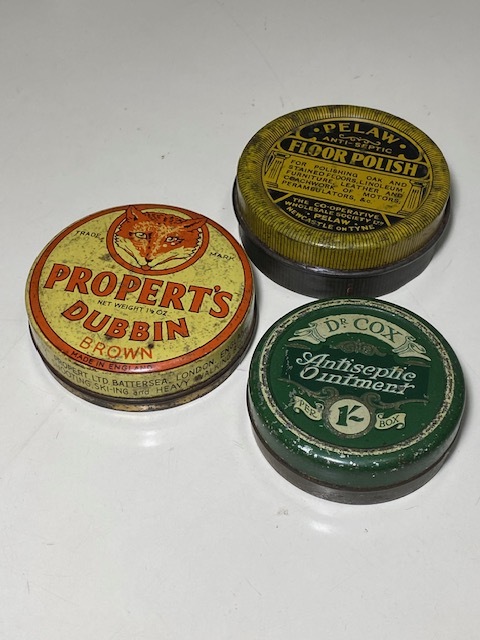 PELAW
ANTI-SEPTIC
FLOOR POLISH
FOR POLISHING OAK AND
STAINED FLOORS, LINOLEUM
FURNITURE, LEATHER AND
COACHWORK OF MOTORS,
PERAMBULATORS, &c.
THE CO-OPERATIVE
WHOLESALE SOCIETY LTD
PELAW
NEWCASTLE ON TYNE
TRADE MARK
PROPERT'S
NET WEIGHT 1½ OZ.
DUBBIN
BROWN
MADE IN ENGLAND
PROPERT LTD BATTERSEA, LONDON, ENG
SKI-ING and HEAVY
DR COX
Antiseptic
Ointment
PER 1/- BOX